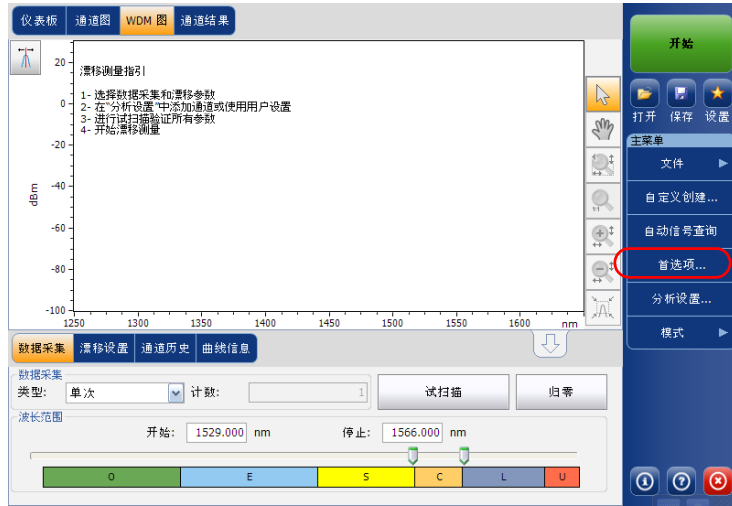 仪表板 通道图 WDM 图 通道结果
开始
打开 保存 设置
主菜单
文件
自定义创建...
自动信号查询
首选项...
分析设置...
模式
漂移测量指引
1- 选择数据采集和漂移参数
2- 在“分析设置”中添加通道或使用用户设置
3- 进行试扫描验证所有参数
4- 开始漂移测量
dBm
20
0
-20
-40
-60
-80
-100
1250 1300 1350 1400 1450 1500 1550 1600 nm
1:1
数据采集 漂移设置 通道历史 曲线信息
数据采集
类型: 单次 计数: 1 试扫描 归零
波长范围
开始: 1529.000 nm 停止: 1566.000 nm
O E S C L U